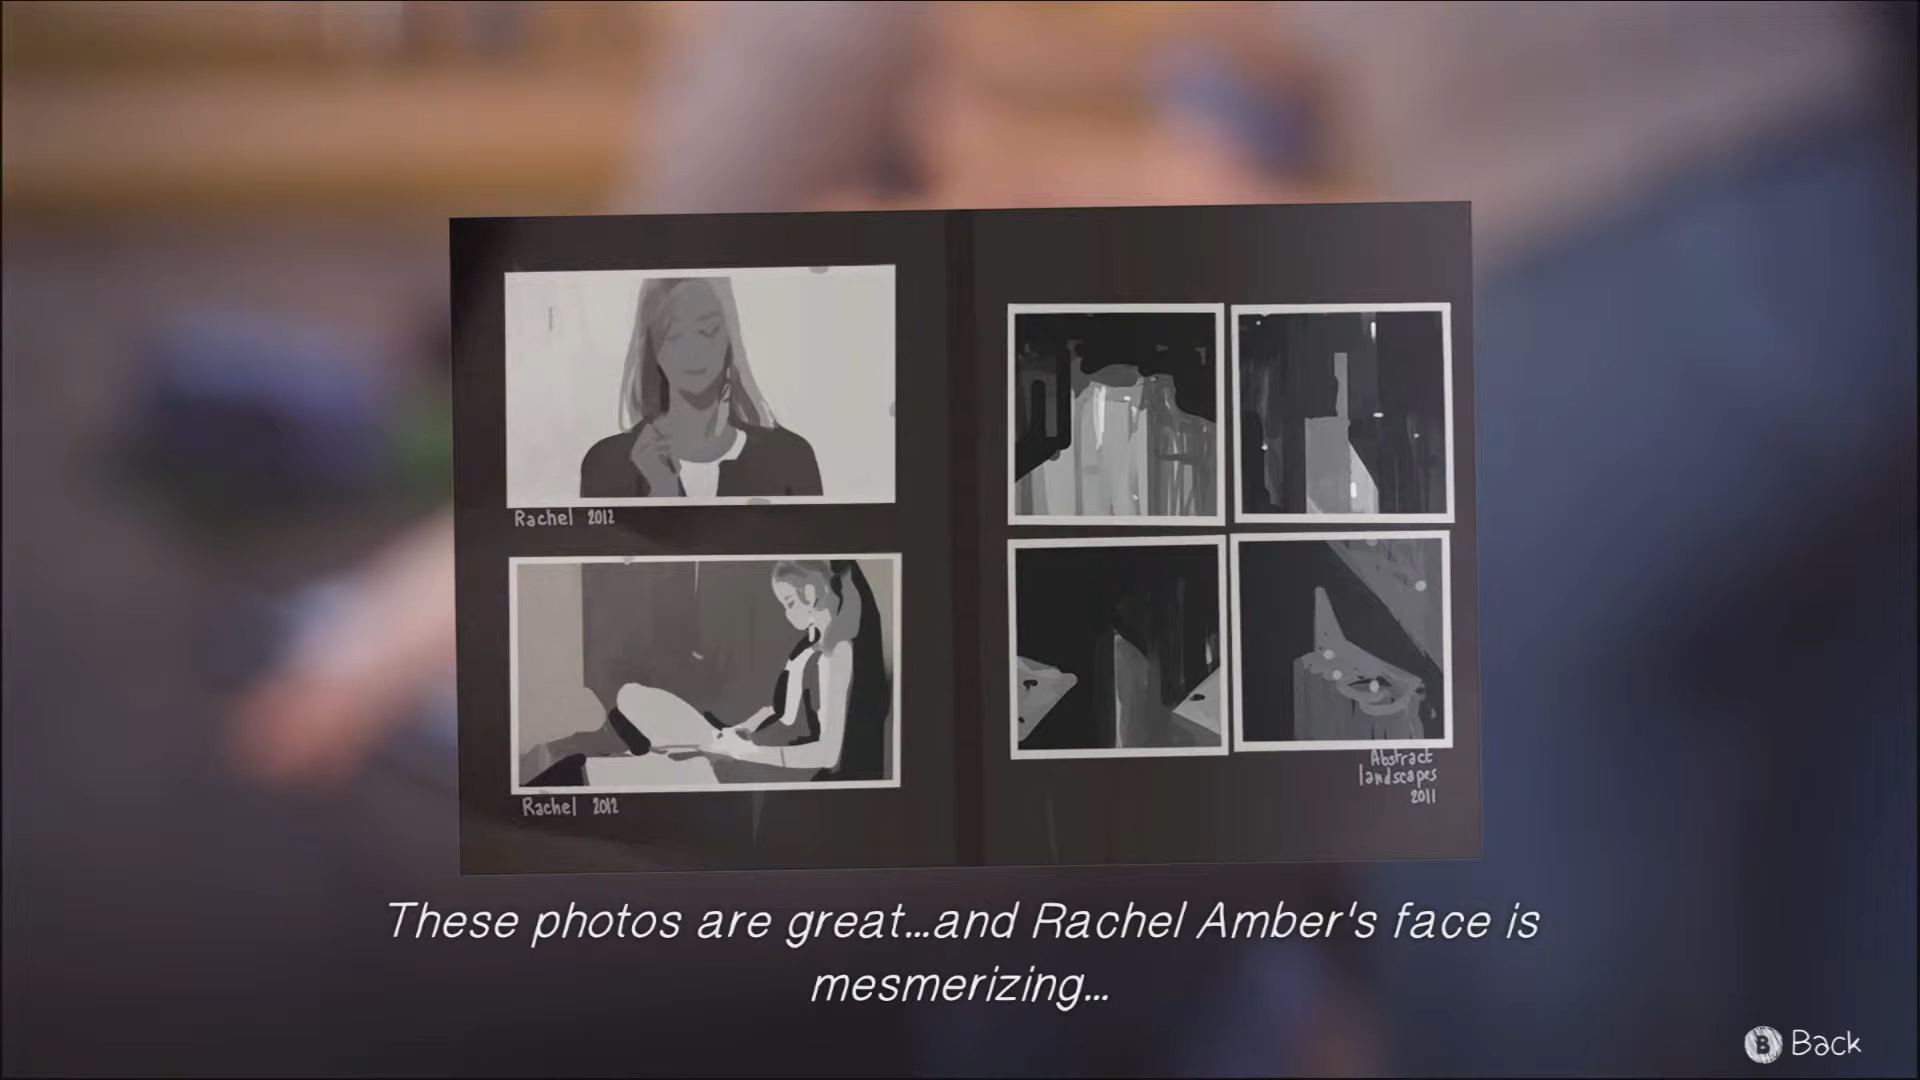 Rachel 2012
Rachel 2012
Abstract
landscapes
2011
These photos are great...and Rachel Amber's face is
mesmerizing...
B Back